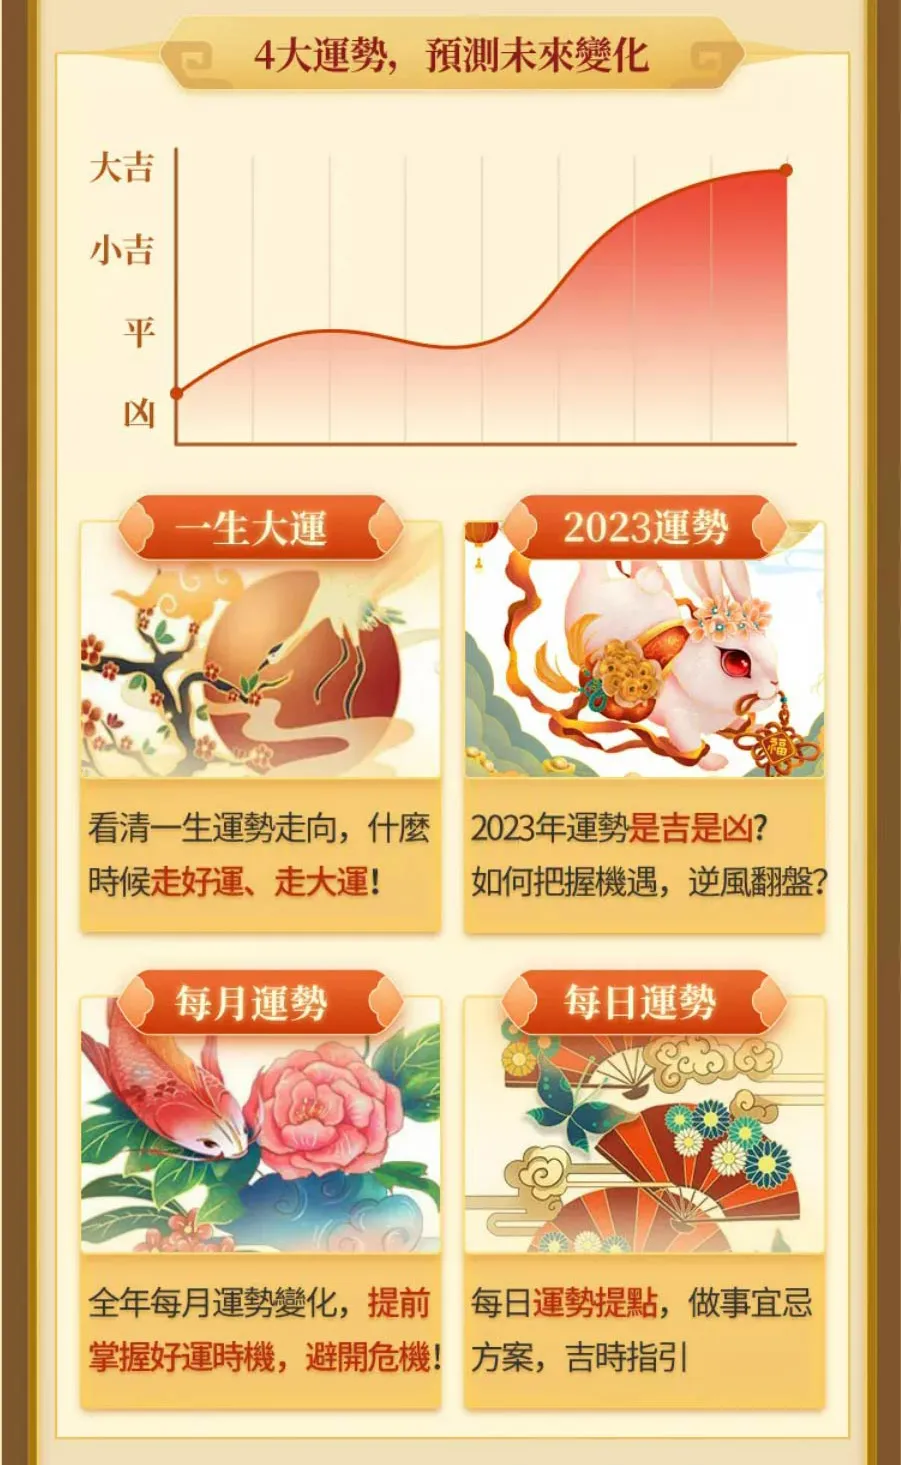 4大運勢，預測未來變化
大吉
小吉
平
凶
一生大運
2023運勢
福
看清一生運勢走向，什麼
時候走好運、走大運！
2023年運勢是吉是凶？
如何把握機遇，逆風翻盤？
每月運勢
每日運勢
全年每月運勢變化，提前
掌握好運時機，避開危機！
每日運勢提點，做事宜忌
方案，吉時指引